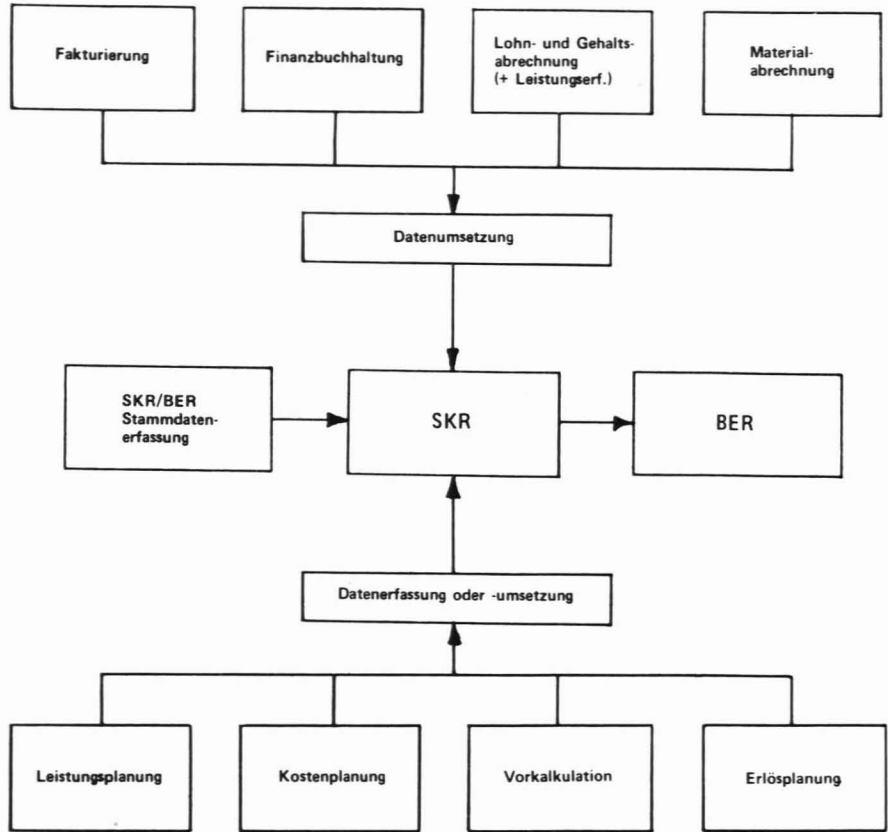 Fakturierung
Finanzbuchhaltung
Lohn- und Gehalts-
abrechnung
(+ Leistungserf.)
Material-
abrechnung
Datenumsetzung
SKR/BER
Stammdaten-
erfassung
SKR
BER
Datenerfassung oder -umsetzung
Leistungsplanung
Kostenplanung
Vorkalkulation
Erlösplanung